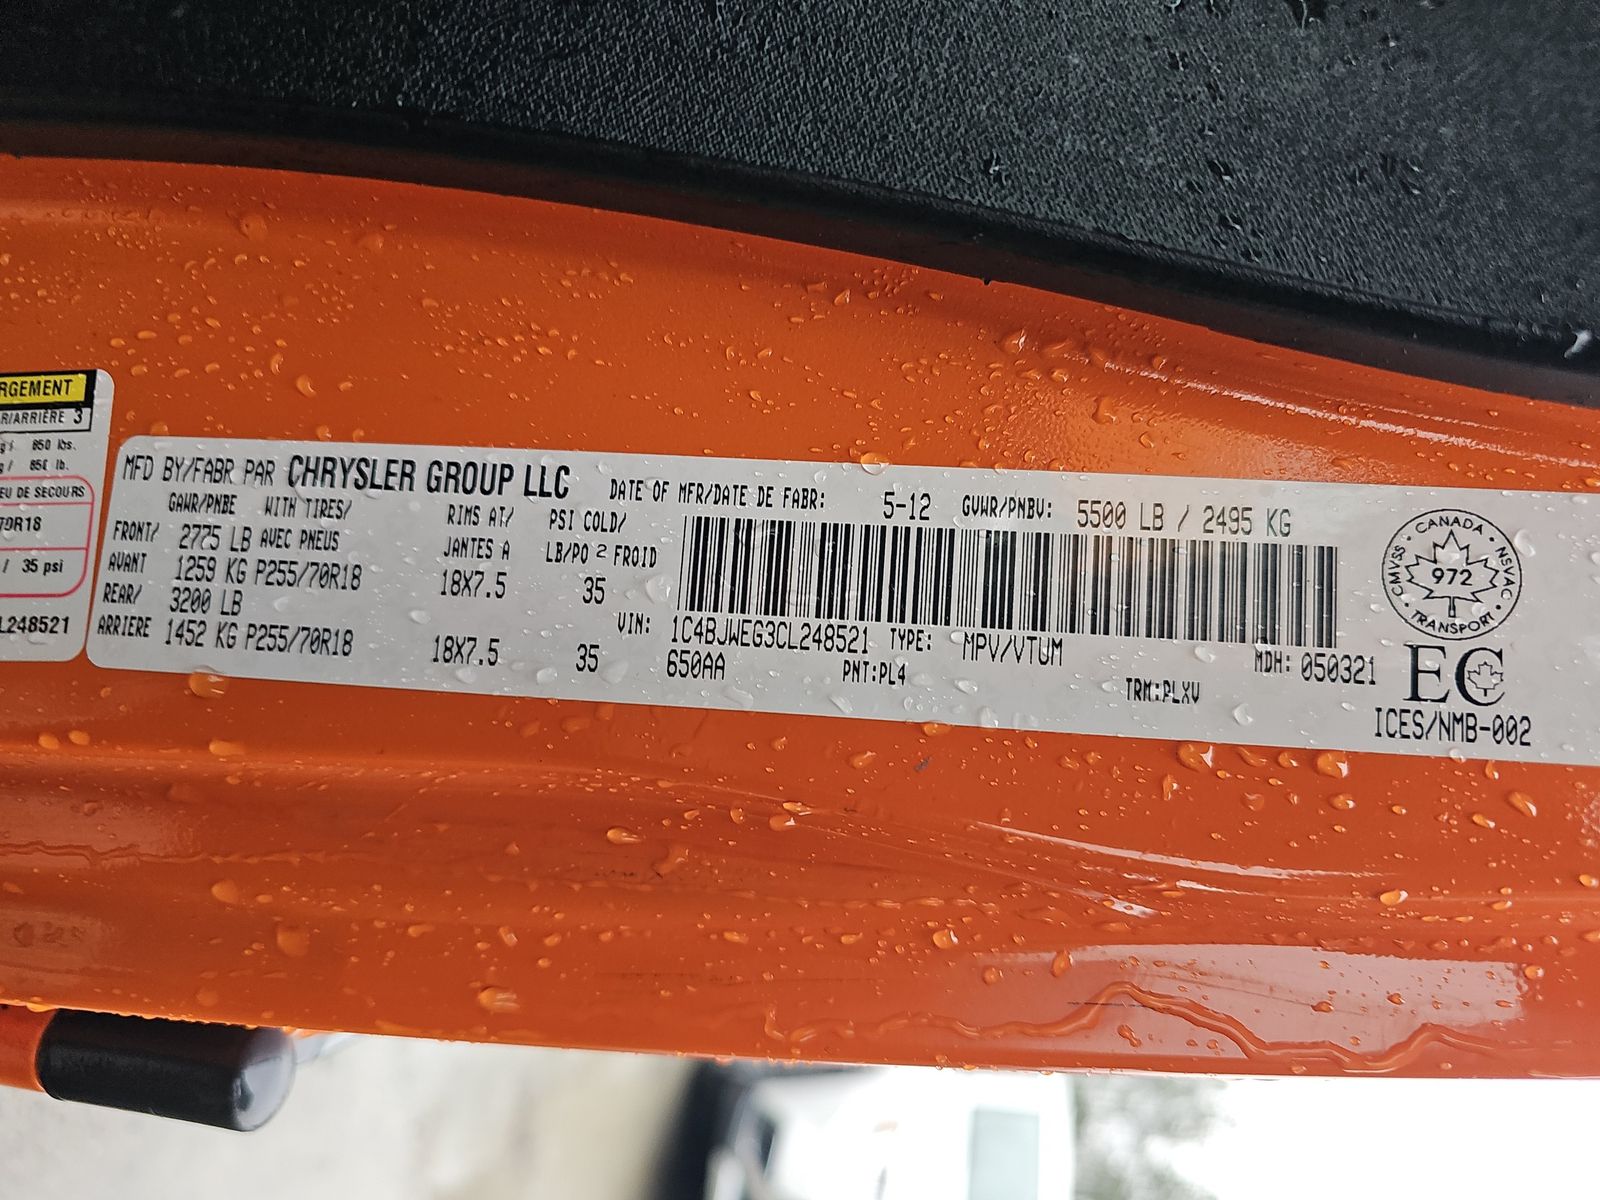 RGEMENT
R/ARRIÈRE 3
850 lbs.
850 lb.
EU DE SECOURS
70R18
/ 35 psi
L248521
MFD BY/FABR PAR CHRYSLER GROUP LLC
DATE OF MFR/DATE DE FABR: 5-12 GVWR/PNBV: 5500 LB / 2495 KG
GAWR/PNBE WITH TIRES/ RIMS AT/ PSI COLD/
FRONT/ 2775 LB AVEC PNEUS JANTES A LB/PO 2 FROID
AVANT 1259 KG P255/70R18 18X7.5 35
REAR/ 3200 LB
ARRIERE 1452 KG P255/70R18 18X7.5 35
VIN: 1C4BJWEG3CL248521 TYPE: MPV/VTUM MDH: 050321
650AA PNT:PL4 TRM:PLXV
CANADA
CMVSS • NSVAC
972
TRANSPORT
EC
ICES/NMB-002